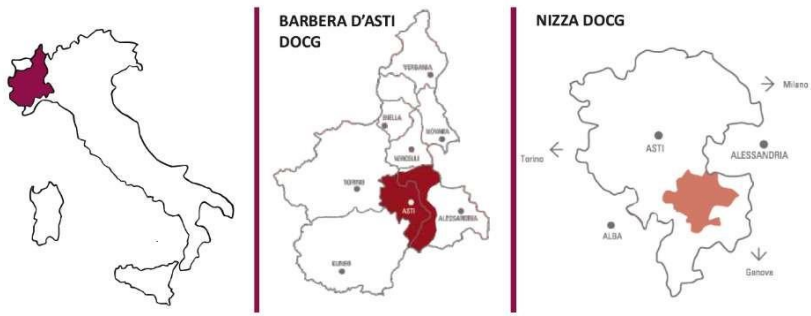 BARBERA D'ASTI
DOCG
VERBANIA
BIELLA
NOVARA
VERCELLI
TORINO
ASTI
ALESSANDRIA
CUNEO
NIZZA DOCG
Milano
ASTI
ALESSANDRIA
Torino
ALBA
Genova